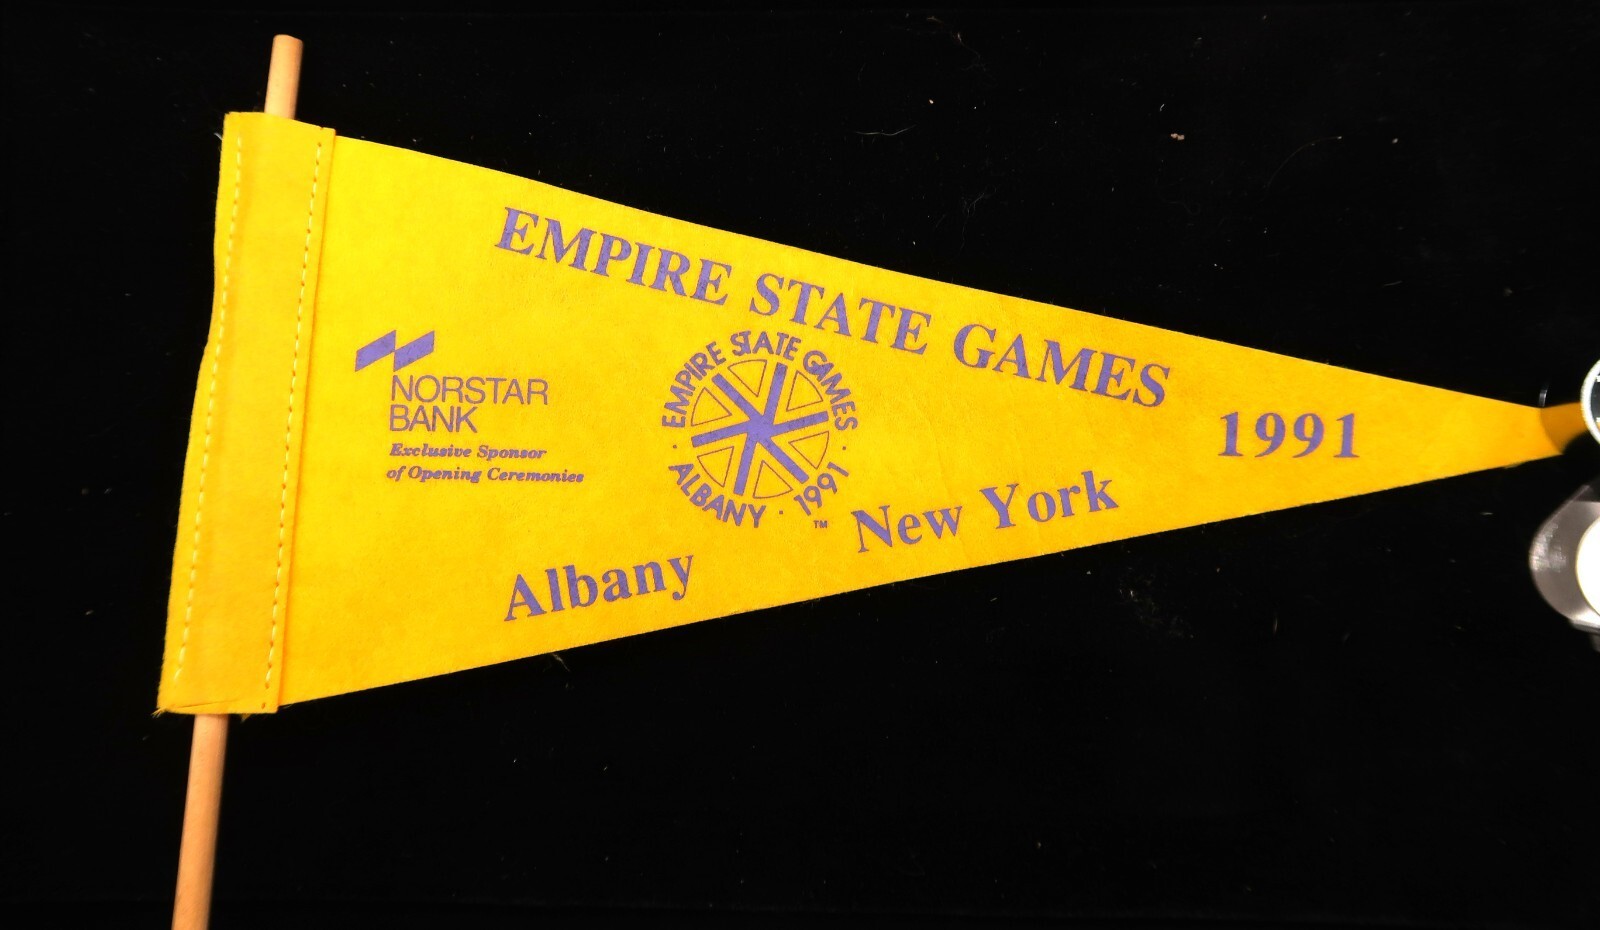 EMPIRE STATE GAMES
1991
NORSTAR
BANK
Exclusive Sponsor
of Opening Ceremonies
EMPIRE STATE GAMES
· ALBANY · 1991 ·
™
Albany New York